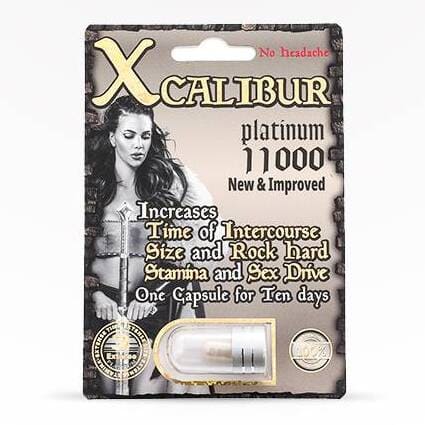 No headache
XCALIBUR
platinum
11000
New & Improved
Increases
Time of Intercourse
Size and Rock hard
Stamina and Sex Drive
One Capsule for Ten days
100%